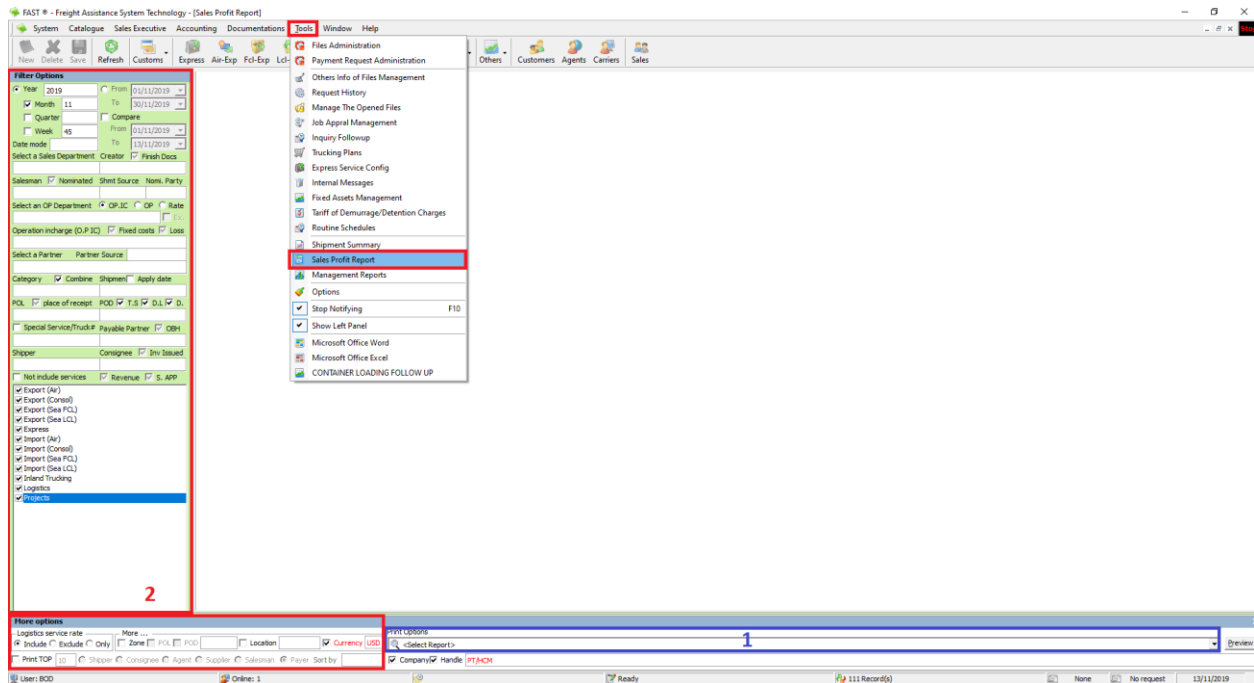 FAST ® - Freight Assistance System Technology - [Sales Profit Report]
System Catalogue Sales Executive Accounting Documentations Tools Window Help
New Delete Save Refresh Customs Express Air-Exp Fcl-Exp Lcl- Others Customers Agents Carriers Sales
Files Administration
Payment Request Administration
Others Info of Files Management
Request History
Manage The Opened Files
Job Appral Management
Inquiry Followup
Trucking Plans
Express Service Config
Internal Messages
Fixed Assets Management
Tariff of Demurrage/Detention Charges
Routine Schedules
Shipment Summary
Sales Profit Report
Management Reports
Options
Stop Notifying F10
Show Left Panel
Microsoft Office Word
Microsoft Office Excel
CONTAINER LOADING FOLLOW UP
Filter Options
Year 2019 From 01/11/2019
Month 11 To 30/11/2019
Quarter Compare
Week 45 From 01/11/2019
Date mode To 13/11/2019
Select a Sales Department Creator Finish Docs
Salesman Nominated Shmt Source Nomi. Party
Select an OP Department OP.IC OP Rate
Ex.
Operation incharge (O.P IC) Fixed costs Loss
Select a Partner Partner Source
Category Combine Shipmen Apply date
POL place of receipt POD T.S D.L D.
Special Service/Truck# Payable Partner OBH
Shipper Consignee Inv Issued
Not include services Revenue S. APP
Export (Air)
Export (Consol)
Export (Sea FCL)
Export (Sea LCL)
Express
Import (Air)
Import (Consol)
Import (Sea FCL)
Import (Sea LCL)
Inland Trucking
Logistics
Projects
2
More options
Logistics service rate More ...
Include Exclude Only Zone POL POD Location Currency USD
Print TOP 10 Shipper Consignee Agent Supplier Salesman Payer Sort by
Print Options
<Select Report> 1 Preview
Company Handle PT/HCM
User: BOD Online: 1 Ready 111 Record(s) None No request 13/11/2019